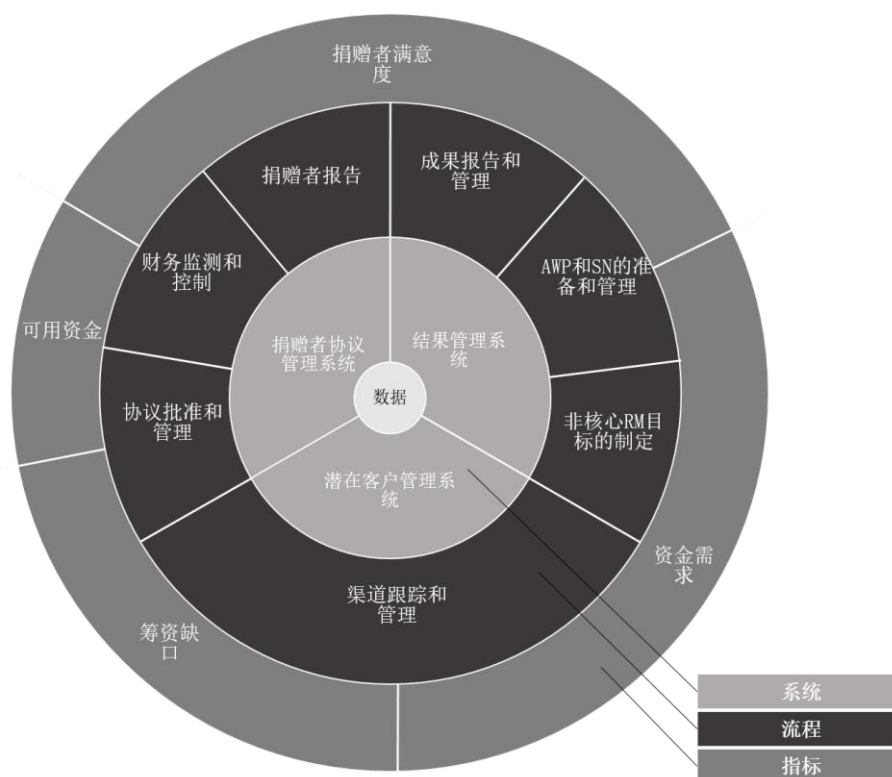 捐赠者满意
度
捐赠者报告
成果报告和
管理
财务监测和
控制
AWP和SN的准
备和管理
可用资金
捐赠者协议
管理系统
结果管理系
统
数据
协议批准和
管理
非核心RM目
标的制定
潜在客户管理系
统
渠道跟踪和
管理
资金需
求
筹资缺
口
系统
流程
指标